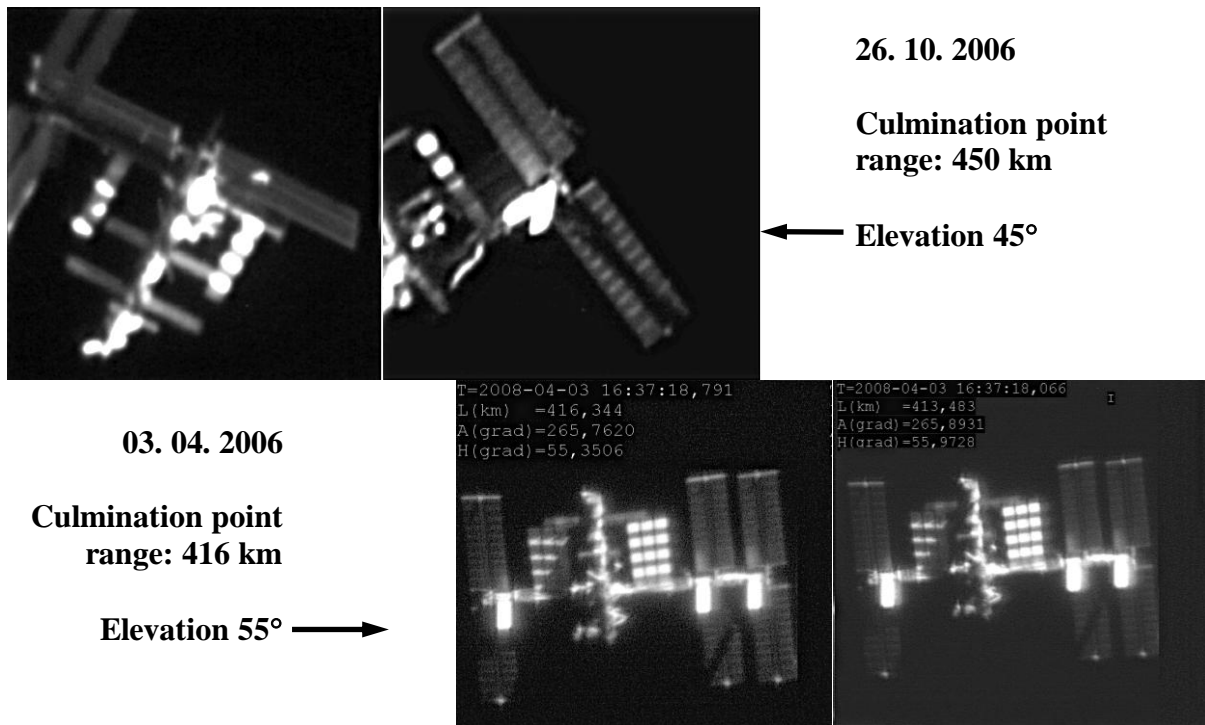 26. 10. 2006
Culmination point
range: 450 km
Elevation 45°
T=2008-04-03 16:37:18,791
L(km) =416,344
A(grad)=265,7620
H(grad)=55,3506
T=2008-04-03 16:37:18,066
L(km) =413,483
A(grad)=265,8931
H(grad)=55,9728
I
03. 04. 2006
Culmination point
range: 416 km
Elevation 55°